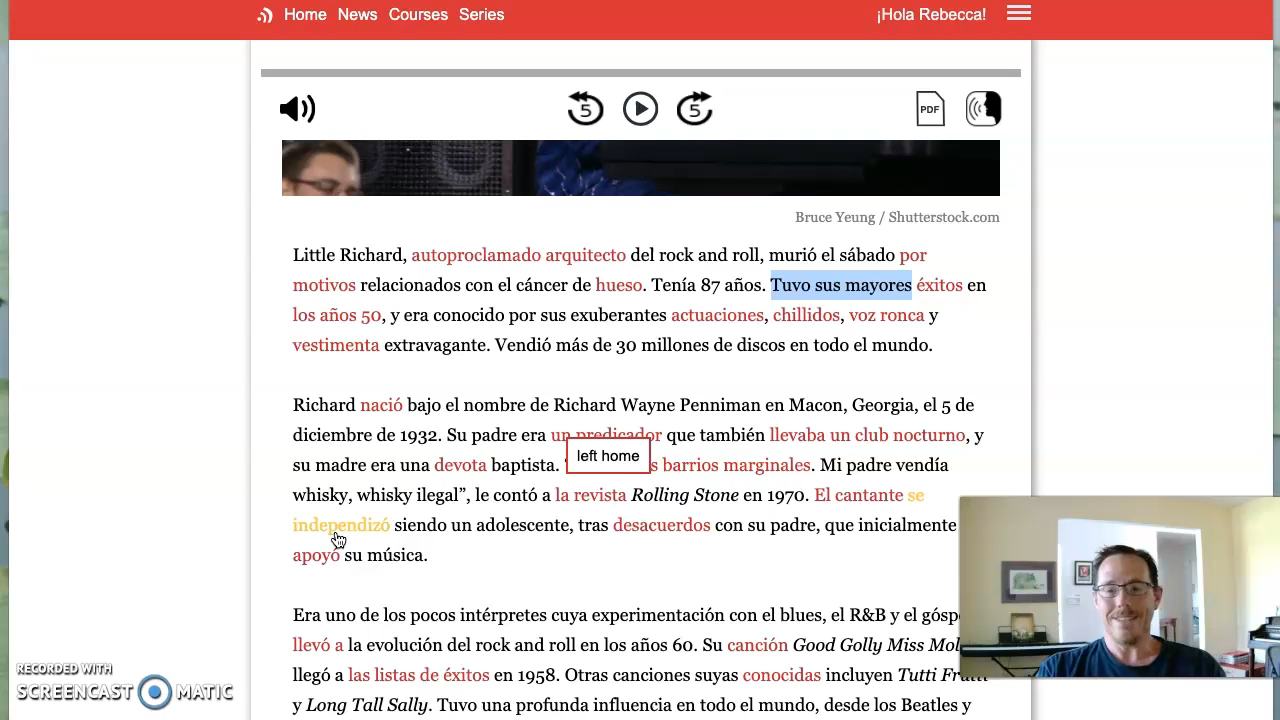 Home News Courses Series ¡Hola Rebecca!
5 5 PDF
Bruce Yeung / Shutterstock.com
Little Richard, autoproclamado arquitecto del rock and roll, murió el sábado por
motivos relacionados con el cáncer de hueso. Tenía 87 años. Tuvo sus mayores éxitos en
los años 50, y era conocido por sus exuberantes actuaciones, chillidos, voz ronca y
vestimenta extravagante. Vendió más de 30 millones de discos en todo el mundo.
Richard nació bajo el nombre de Richard Wayne Penniman en Macon, Georgia, el 5 de
diciembre de 1932. Su padre era un predicador que también llevaba un club nocturno, y
left home
su madre era una devota baptista. barrios marginales. Mi padre vendía
whisky, whisky ilegal”, le contó a la revista Rolling Stone en 1970. El cantante se
independizó siendo un adolescente, tras desacuerdos con su padre, que inicialmente
apoyó su música.
Era uno de los pocos intérpretes cuya experimentación con el blues, el R&B y el
llevó a la evolución del rock and roll en los años 60. Su canción Good Golly Miss
llegó a las listas de éxitos en 1958. Otras canciones suyas conocidas incluyen Tutti
y Long Tall Sally. Tuvo una profunda influencia en todo el mundo, desde los Beatles y
RECORDED WITH
SCREENCAST MATIC